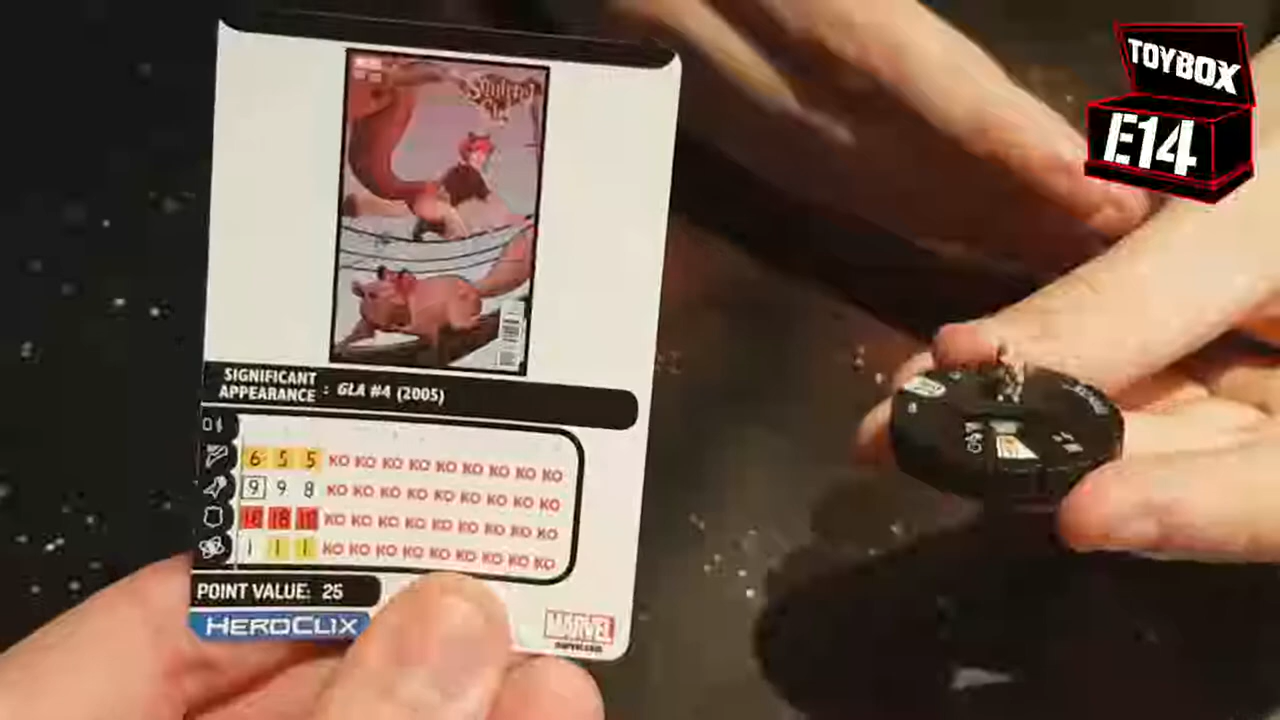 TOYBOX
E14
SIGNIFICANT
APPEARANCE : GLA #4 (2005)
6 5 5 KO KO KO KO KO KO KO KO KO
9 9 8 KO KO KO KO KO KO KO KO KO
18 KO KO KO KO KO KO KO KO KO
1 1 1 KO KO KO KO KO KO KO KO KO
POINT VALUE: 25
HEROCLIX
MARVEL